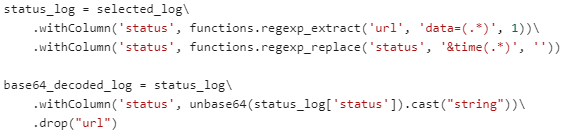 status_log = selected_log\
    .withColumn('status', functions.regexp_extract('url', 'data=(.*)', 1))\
    .withColumn('status', functions.regexp_replace('status', '&time(.*)', ''))

base64_decoded_log = status_log\
    .withColumn('status', unbase64(status_log['status']).cast("string"))\
    .drop("url")